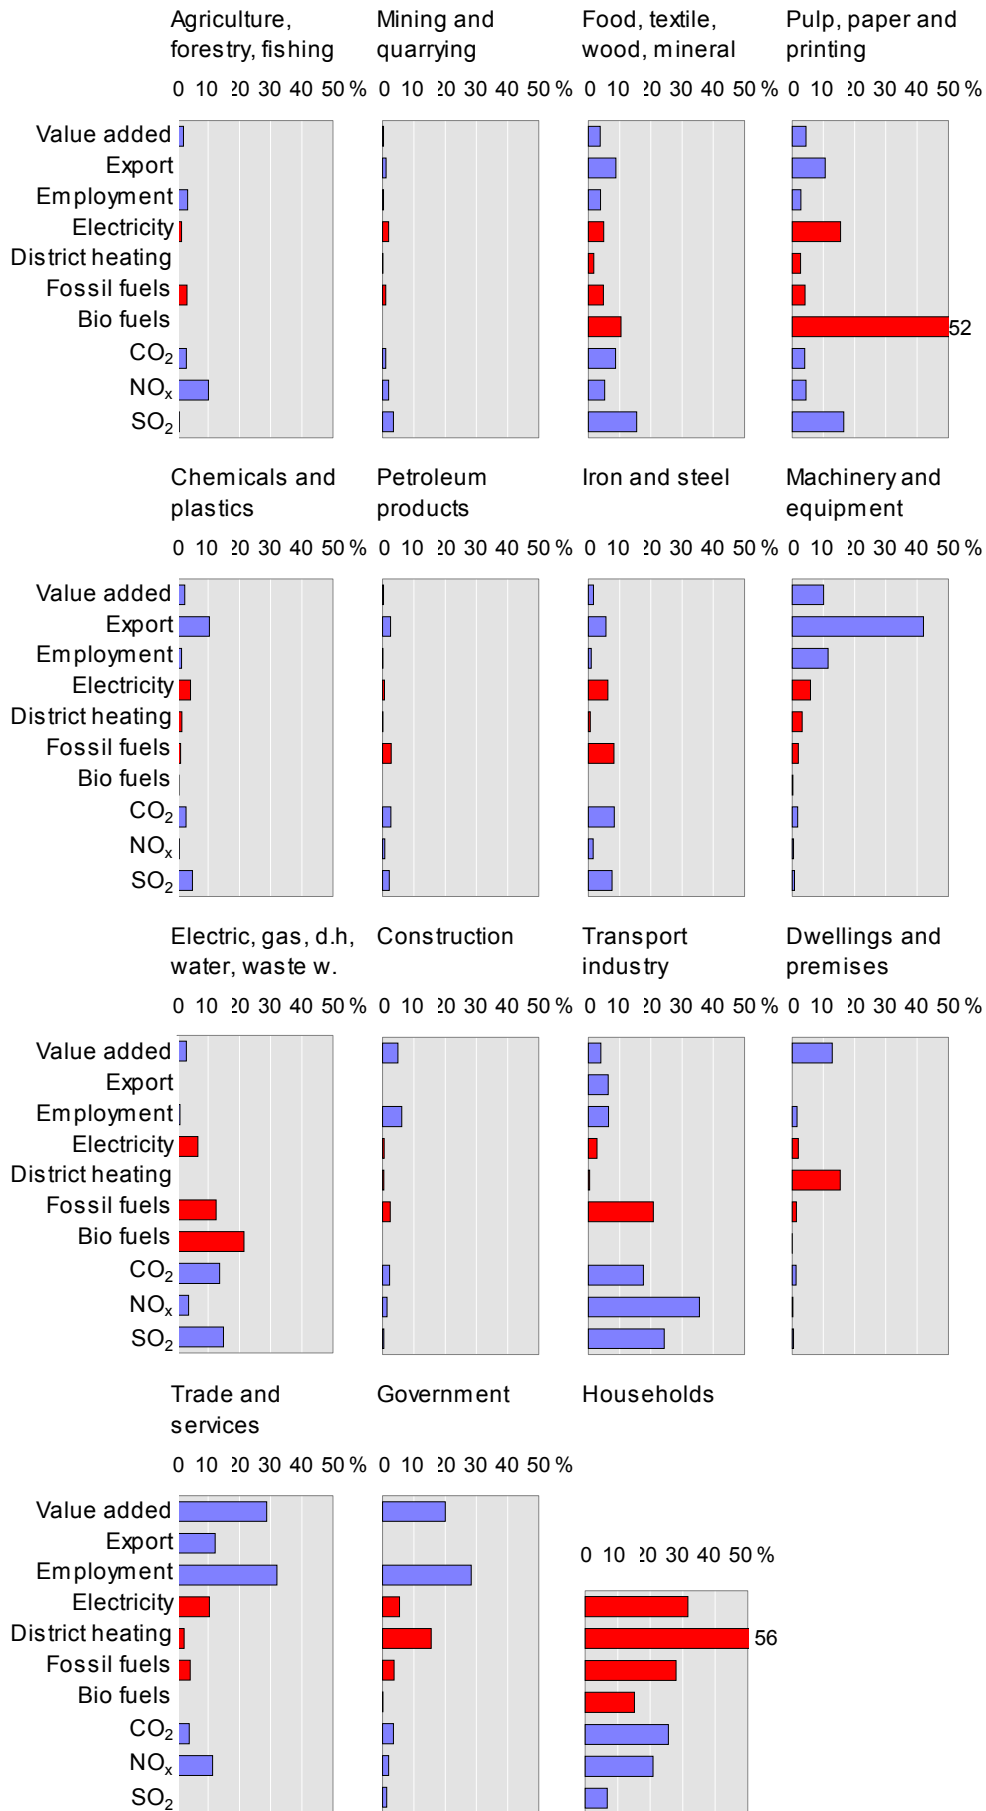 Agriculture, forestry, fishing
Mining and quarrying
Food, textile, wood, mineral
Pulp, paper and printing
0 10 20 30 40 50 %
0 10 20 30 40 50 %
0 10 20 30 40 50 %
0 10 20 30 40 50 %
Value added
Export
Employment
Electricity
District heating
Fossil fuels
Bio fuels
52
CO₂
NOₓ
SO₂
Chemicals and plastics
Petroleum products
Iron and steel
Machinery and equipment
0 10 20 30 40 50 %
0 10 20 30 40 50 %
0 10 20 30 40 50 %
0 10 20 30 40 50 %
Value added
Export
Employment
Electricity
District heating
Fossil fuels
Bio fuels
CO₂
NOₓ
SO₂
Electric, gas, d.h, water, waste w.
Construction
Transport industry
Dwellings and premises
0 10 20 30 40 50 %
0 10 20 30 40 50 %
0 10 20 30 40 50 %
0 10 20 30 40 50 %
Value added
Export
Employment
Electricity
District heating
Fossil fuels
Bio fuels
CO₂
NOₓ
SO₂
Trade and services
Government
Households
0 10 20 30 40 50 %
0 10 20 30 40 50 %
0 10 20 30 40 50 %
Value added
Export
Employment
Electricity
District heating
56
Fossil fuels
Bio fuels
CO₂
NOₓ
SO₂